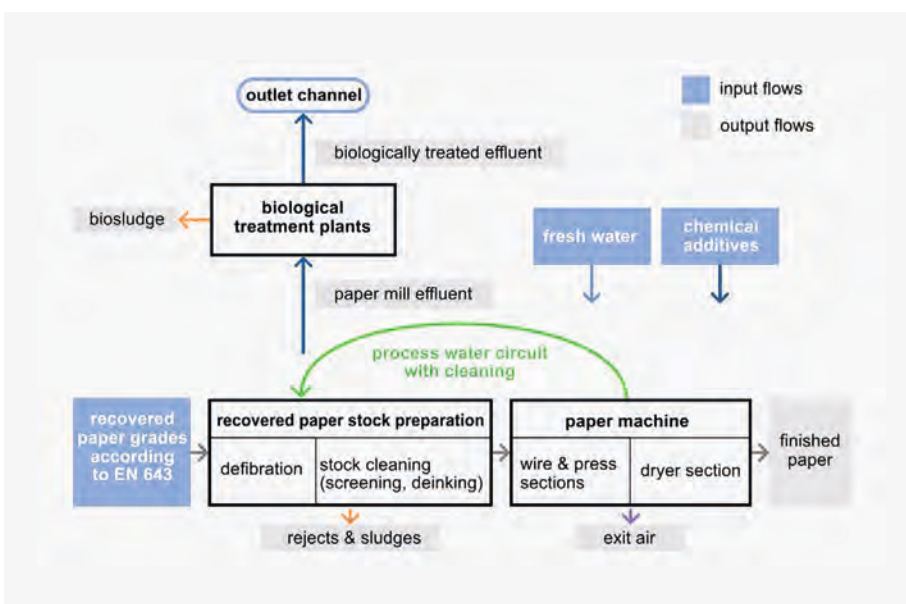 outlet channel
input flows
output flows
biologically treated effluent
biosludge
biological
treatment plants
fresh water
chemical
additives
paper mill effluent
process water circuit
with cleaning
recovered
paper grades
according
to EN 643
recovered paper stock preparation
defibration
stock cleaning
(screening, deinking)
paper machine
wire & press
sections
dryer section
finished
paper
rejects & sludges
exit air